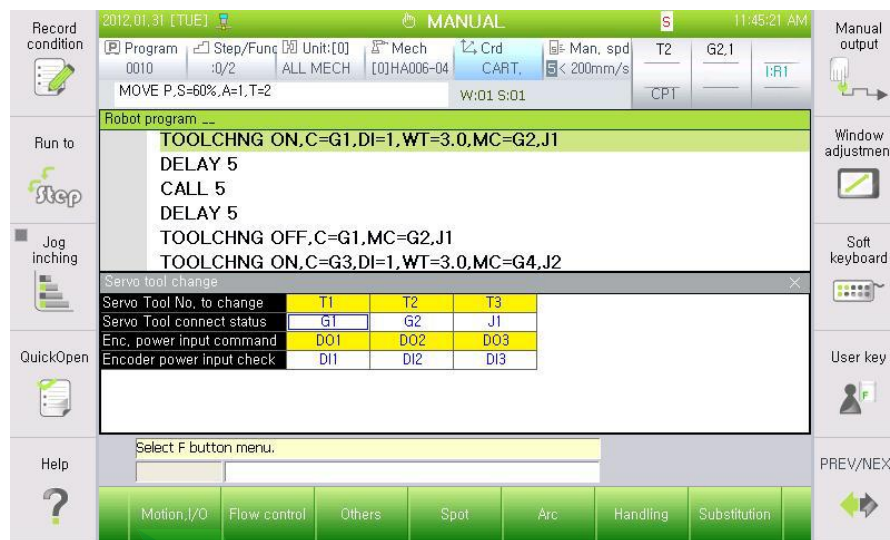 Record condition
2012,01,31 [TUE]
MANUAL
S
11:45:21 AM
Manual output
P Program
Step/Func
Unit:[0]
Mech
Crd
Man, spd
T2
G2,1
0010
:0/2
ALL MECH
[0]HA006-04
CART,
S < 200mm/s
I:R1
MOVE P,S=60%,A=1,T=2
W:01 S:01
CPT
Robot program __
Run to
Step
TOOLCHNG ON,C=G1,DI=1,WT=3.0,MC=G2,J1
DELAY 5
CALL 5
DELAY 5
TOOLCHNG OFF,C=G1,MC=G2,J1
TOOLCHNG ON,C=G3,DI=1,WT=3.0,MC=G4,J2
Window adjustmen
Jog inching
Soft keyboard
Servo tool change
Servo Tool No, to change T1 T2 T3
Servo Tool connect status G1 G2 J1
Enc, power input command DO1 DO2 DO3
Encoder power input check DI1 DI2 DI3
QuickOpen
User key
F
Select F button menu.
Help
PREV/NEX
Motion,I/O Flow control Others Spot Arc Handling Substitution